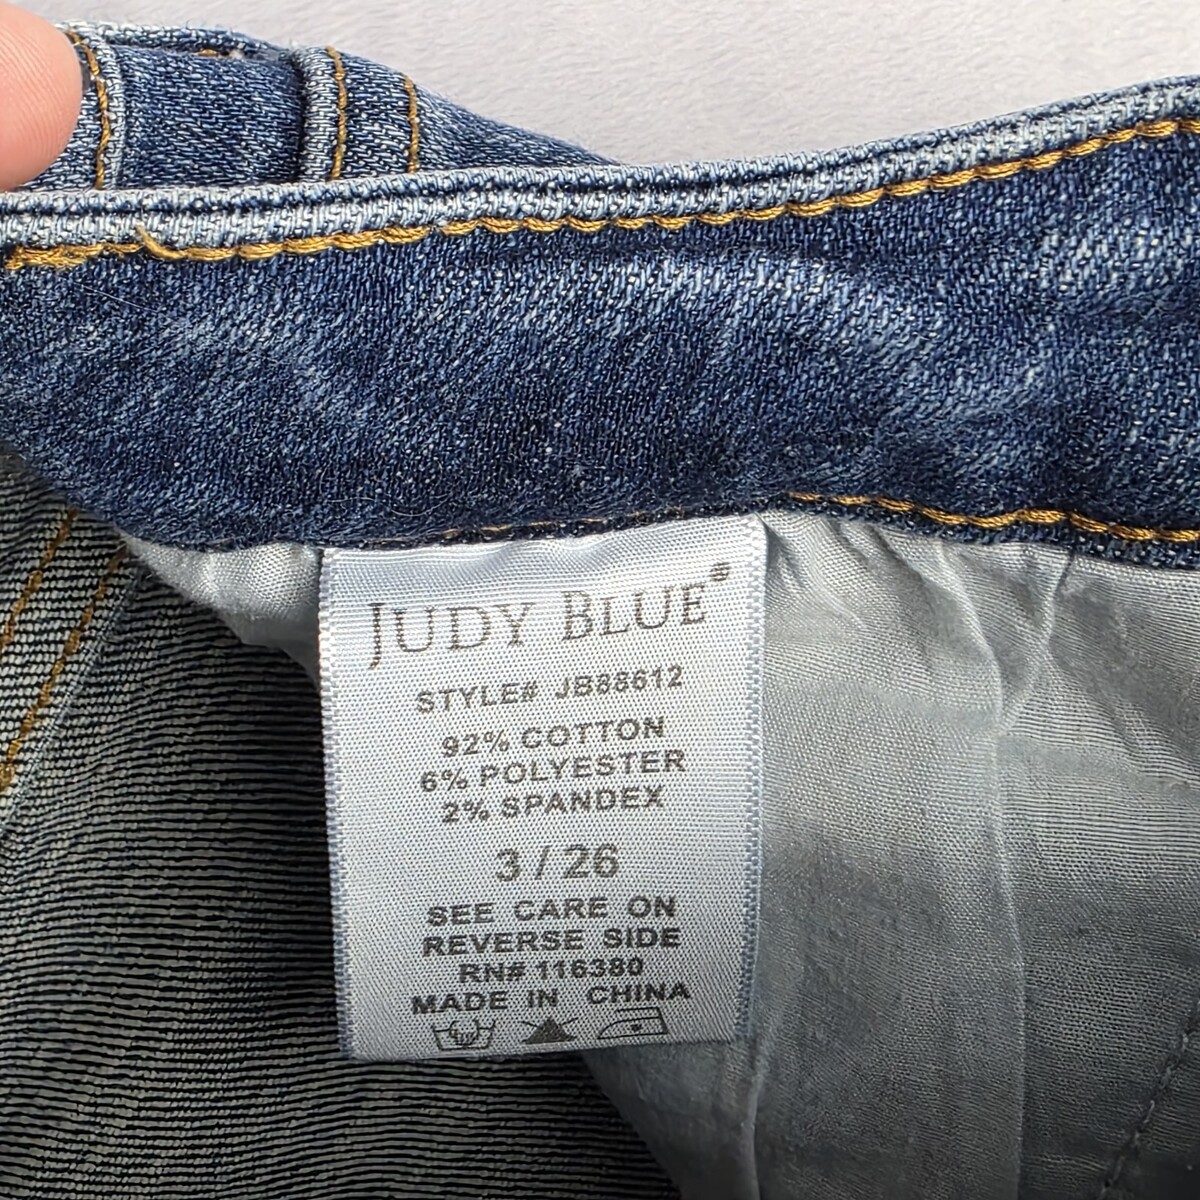 JUDY BLUE®
STYLE# JB88612
92% COTTON
6% POLYESTER
2% SPANDEX
3 / 26
SEE CARE ON
REVERSE SIDE
RN# 116380
MADE IN CHINA